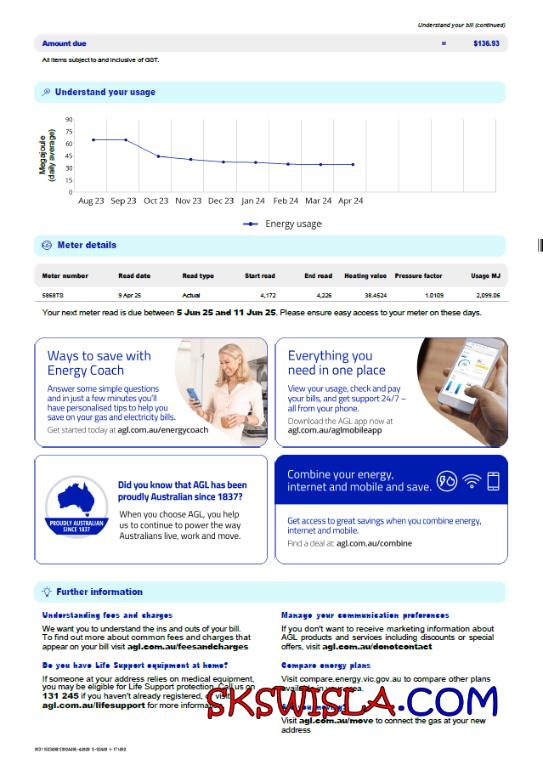 Understand your bill (continued)
Amount due = $136.93
All items subject to and inclusive of GST.
Understand your usage
Megajoule
(daily average)
90
75
60
45
30
15
0
Aug 23 Sep 23 Oct 23 Nov 23 Dec 23 Jan 24 Feb 24 Mar 24 Apr 24
Energy usage
Meter details
Meter number Read date Read type Start read End read Heating value Pressure factor Usage MJ
5868TS 9 Apr 25 Actual 4,172 4,226 38.4524 1.0109 2,099.06
Your next meter read is due between 5 Jun 25 and 11 Jun 25. Please ensure easy access to your meter on these days.
Ways to save with
Energy Coach
Answer some simple questions
and in just a few minutes you'll
have personalised tips to help you
save on your gas and electricity bills.
Get started today at agl.com.au/energycoach
Everything you
need in one place
View your usage, check and pay
your bills, and get support 24/7 –
all from your phone.
Download the AGL app now at
agl.com.au/aglmobileapp
PROUDLY AUSTRALIAN
SINCE 1837
Did you know that AGL has been
proudly Australian since 1837?
When you choose AGL, you help
us to continue to power the way
Australians live, work and move.
Combine your energy,
internet and mobile and save.
Get access to great savings when you combine energy,
internet and mobile.
Find a deal at agl.com.au/combine
Further information
Understanding fees and charges
We want you to understand the ins and outs of your bill.
To find out more about common fees and charges that
appear on your bill visit agl.com.au/feesandcharges
Do you have Life Support equipment at home?
If someone at your address relies on medical equipment,
you may be eligible for Life Support protection. Call us on
131 245 if you haven't already registered, or visit
agl.com.au/lifesupport for more information.
Manage your communication preferences
If you don't want to receive marketing information about
AGL products and services including discounts or special
offers, visit agl.com.au/donotcontact
Compare energy plans
Visit compare.energy.vic.gov.au to compare other plans
available in your area.
Are you moving?
Visit agl.com.au/move to connect the gas at your new
address
SKSWISLA.COM